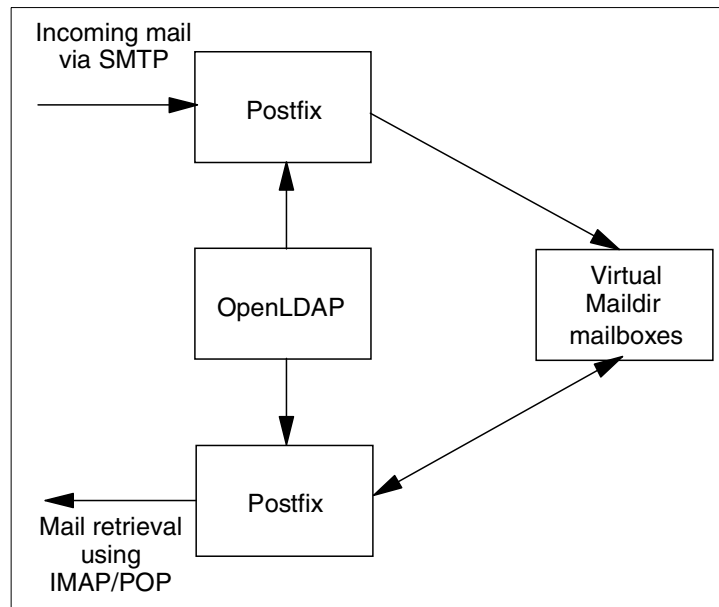 Incoming mail
via SMTP
Postfix
OpenLDAP
Virtual
Maildir
mailboxes
Postfix
Mail retrieval
using
IMAP/POP